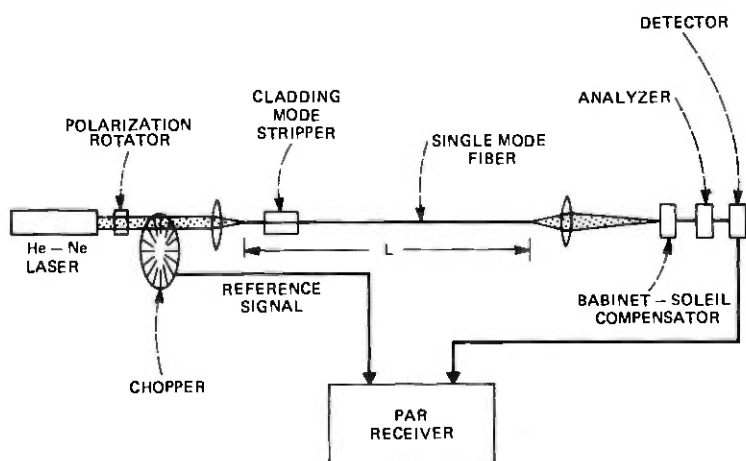 DETECTOR
CLADDING
MODE
STRIPPER
ANALYZER
POLARIZATION
ROTATOR
SINGLE MODE
FIBER
He – Ne
LASER
L
REFERENCE
SIGNAL
BABINET – SOLEIL
COMPENSATOR
CHOPPER
PAR
RECEIVER